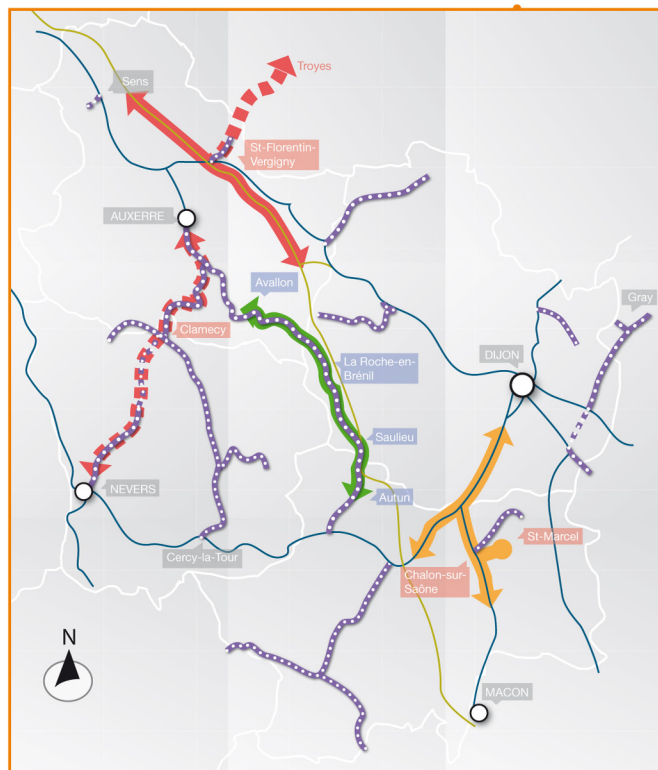 Troyes
Sens
St-Florentin-
Vergigny
AUXERRE
Avallon
Gray
Clamecy
DIJON
La Roche-en-
Brénil
Saulieu
NEVERS
Autun
St-Marcel
Cercy-la-Tour
Chalon-sur-
Saône
N
MACON